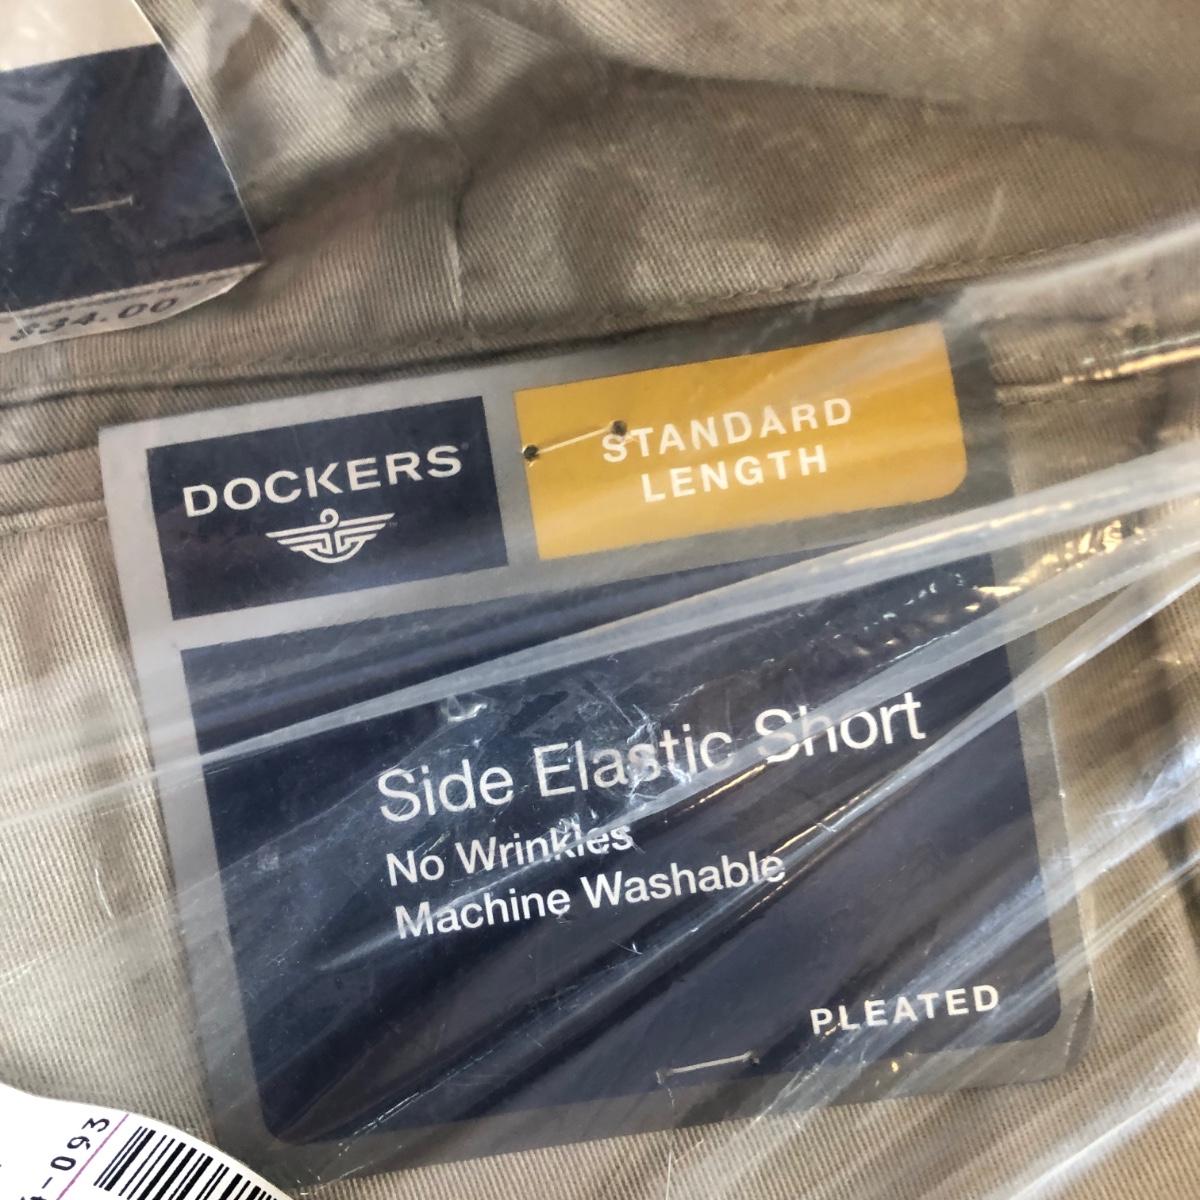 $34.00
DOCKERS
STANDARD
LENGTH
Side Elastic Short
No Wrinkles
Machine Washable
PLEATED
-093